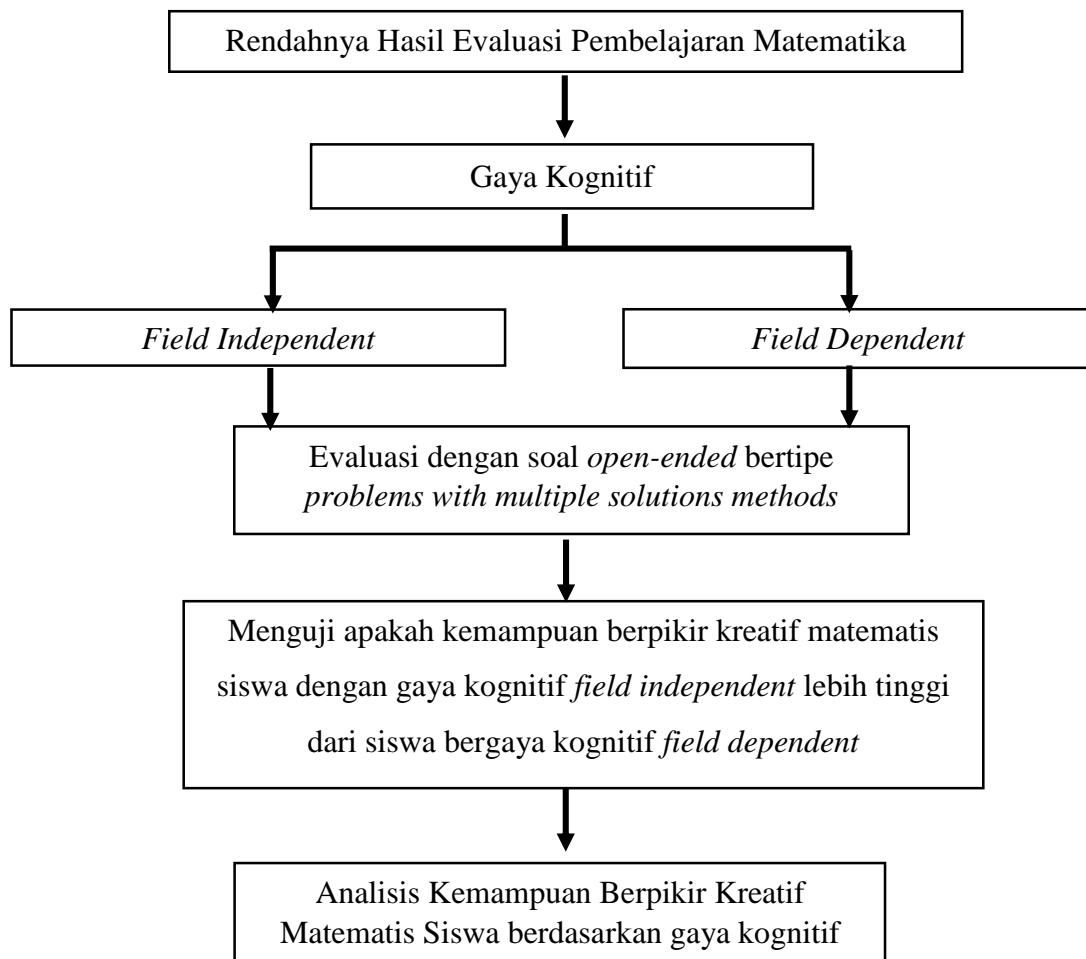 Rendahnya Hasil Evaluasi Pembelajaran Matematika
Gaya Kognitif
Field Independent
Field Dependent
Evaluasi dengan soal open-ended bertipe
problems with multiple solutions methods
Menguji apakah kemampuan berpikir kreatif matematis
siswa dengan gaya kognitif field independent lebih tinggi
dari siswa bergaya kognitif field dependent
Analisis Kemampuan Berpikir Kreatif
Matematis Siswa berdasarkan gaya kognitif